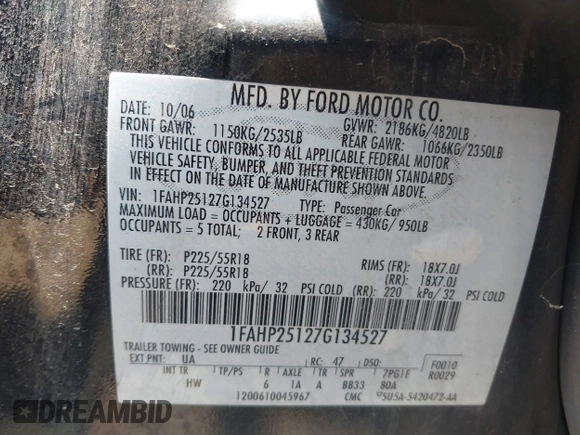 MFD. BY FORD MOTOR CO.
DATE: 10/06 GVWR: 2186KG/4820LB
FRONT GAWR: 1150KG/2535LB REAR GAWR: 1066KG/2350LB
THIS VEHICLE CONFORMS TO ALL APPLICABLE FEDERAL MOTOR
VEHICLE SAFETY, BUMPER, AND THEFT PREVENTION STANDARDS
IN EFFECT ON THE DATE OF MANUFACTURE SHOWN ABOVE.
VIN: 1FAHP25127G134527 TYPE: Passenger Car
MAXIMUM LOAD = OCCUPANTS + LUGGAGE = 430KG/950LB
OCCUPANTS = 5 TOTAL; 2 FRONT, 3 REAR
TIRE (FR): P225/55R18 RIMS (FR): 18X7.0J
(RR): P225/55R18 (RR): 18X7.0J
PRESSURE (FR): 220 kPa/ 32 PSI COLD (RR): 220 kPa/ 32 PSI COLD
1FAHP25127G134527
TRAILER TOWING - SEE OWNER GUIDE
EXT PNT: UA RC: 47 DSO: F0010
R0029
INT TR TP/PS R AXLE TR SPR 7PG1F
HW 6 1A A BB33 80A
1200610045967 CMC 5U5A-5420472-AA
DREAMBID